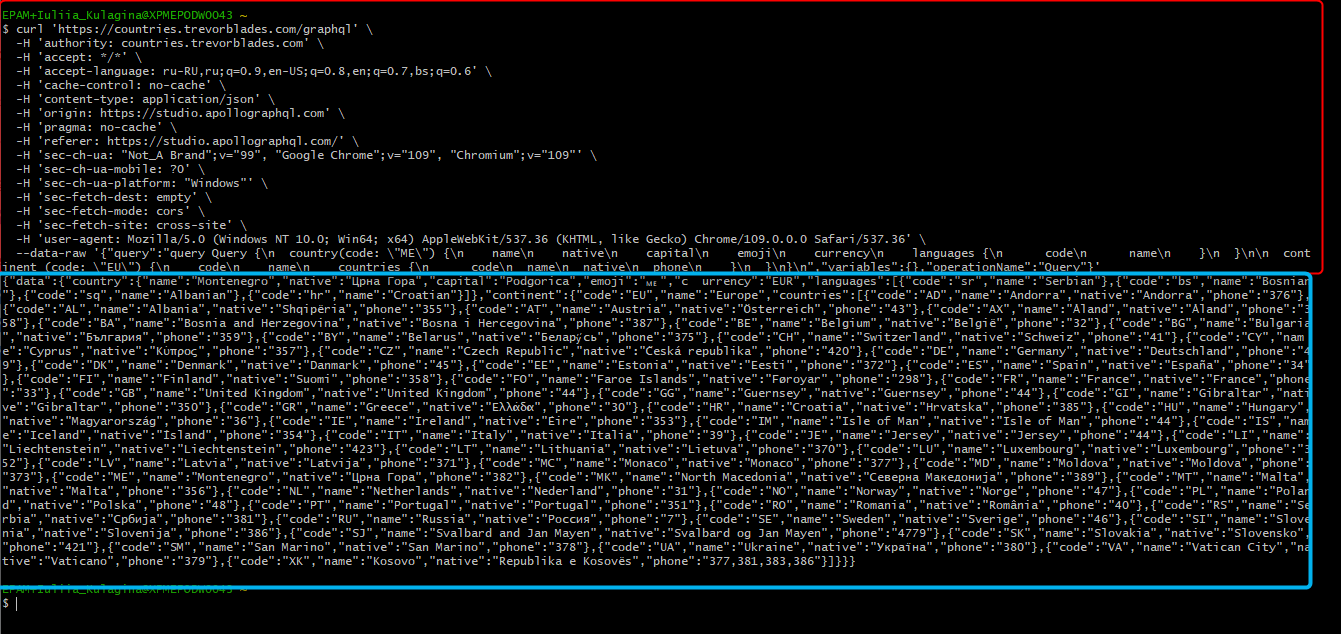 EPAM+Iuliia_Kulagina@XPMEPODW0043 ~
$ curl 'https://countries.trevorblades.com/graphql' \
-H 'authority: countries.trevorblades.com' \
-H 'accept: */*' \
-H 'accept-language: ru-RU,ru;q=0.9,en-US;q=0.8,en;q=0.7,bs;q=0.6' \
-H 'cache-control: no-cache' \
-H 'content-type: application/json' \
-H 'origin: https://studio.apollographql.com' \
-H 'pragma: no-cache' \
-H 'referer: https://studio.apollographql.com/' \
-H 'sec-ch-ua: "Not_A Brand";v="99", "Google Chrome";v="109", "Chromium";v="109"' \
-H 'sec-ch-ua-mobile: ?0' \
-H 'sec-ch-ua-platform: "Windows"' \
-H 'sec-fetch-dest: empty' \
-H 'sec-fetch-mode: cors' \
-H 'sec-fetch-site: cross-site' \
-H 'user-agent: Mozilla/5.0 (Windows NT 10.0; Win64; x64) AppleWebKit/537.36 (KHTML, like Gecko) Chrome/109.0.0.0 Safari/537.36' \
--data-raw '{"query":"query Query {\n  country(code: \"ME\") {\n    name\n    native\n    capital\n    emoji\n    currency\n    languages {\n      code\n      name\n    }\n  }\n\n  cont
inent (code: \"EU\") {\n    code\n    name\n    countries {\n      code\n  name\n  native\n  phone\n    }\n  }\n}\n","variables":{},"operationName":"Query"}'
{"data":{"country":{"name":"Montenegro","native":"Црна Гора","capital":"Podgorica","emoji":"🇲🇪","c  urrency":"EUR","languages":[{"code":"sr","name":"Serbian"},{"code":"bs","name":"Bosnian
"},{"code":"sq","name":"Albanian"},{"code":"hr","name":"Croatian"}]},"continent":{"code":"EU","name":"Europe","countries":[{"code":"AD","name":"Andorra","native":"Andorra","phone":"376"},
{"code":"AL","name":"Albania","native":"Shqipëria","phone":"355"},{"code":"AT","name":"Austria","native":"Österreich","phone":"43"},{"code":"AX","name":"Åland","native":"Åland","phone":"3
58"},{"code":"BA","name":"Bosnia and Herzegovina","native":"Bosna i Hercegovina","phone":"387"},{"code":"BE","name":"Belgium","native":"België","phone":"32"},{"code":"BG","name":"Bulgaria
","native":"България","phone":"359"},{"code":"BY","name":"Belarus","native":"Белару́сь","phone":"375"},{"code":"CH","name":"Switzerland","native":"Schweiz","phone":"41"},{"code":"CY","nam
e":"Cyprus","native":"Κύπρος","phone":"357"},{"code":"CZ","name":"Czech Republic","native":"Česká republika","phone":"420"},{"code":"DE","name":"Germany","native":"Deutschland","phone":"4
9"},{"code":"DK","name":"Denmark","native":"Danmark","phone":"45"},{"code":"EE","name":"Estonia","native":"Eesti","phone":"372"},{"code":"ES","name":"Spain","native":"España","phone":"34"
},{"code":"FI","name":"Finland","native":"Suomi","phone":"358"},{"code":"FO","name":"Faroe Islands","native":"Føroyar","phone":"298"},{"code":"FR","name":"France","native":"France","phone
":"33"},{"code":"GB","name":"United Kingdom","native":"United Kingdom","phone":"44"},{"code":"GG","name":"Guernsey","native":"Guernsey","phone":"44"},{"code":"GI","name":"Gibraltar","nati
ve":"Gibraltar","phone":"350"},{"code":"GR","name":"Greece","native":"Ελλάδα","phone":"30"},{"code":"HR","name":"Croatia","native":"Hrvatska","phone":"385"},{"code":"HU","name":"Hungary",
"native":"Magyarország","phone":"36"},{"code":"IE","name":"Ireland","native":"Éire","phone":"353"},{"code":"IM","name":"Isle of Man","native":"Isle of Man","phone":"44"},{"code":"IS","nam
e":"Iceland","native":"Ísland","phone":"354"},{"code":"IT","name":"Italy","native":"Italia","phone":"39"},{"code":"JE","name":"Jersey","native":"Jersey","phone":"44"},{"code":"LI","name":
"Liechtenstein","native":"Liechtenstein","phone":"423"},{"code":"LT","name":"Lithuania","native":"Lietuva","phone":"370"},{"code":"LU","name":"Luxembourg","native":"Luxembourg","phone":"3
52"},{"code":"LV","name":"Latvia","native":"Latvija","phone":"371"},{"code":"MC","name":"Monaco","native":"Monaco","phone":"377"},{"code":"MD","name":"Moldova","native":"Moldova","phone":
"373"},{"code":"ME","name":"Montenegro","native":"Црна Гора","phone":"382"},{"code":"MK","name":"North Macedonia","native":"Северна Македонија","phone":"389"},{"code":"MT","name":"Malta",
"native":"Malta","phone":"356"},{"code":"NL","name":"Netherlands","native":"Nederland","phone":"31"},{"code":"NO","name":"Norway","native":"Norge","phone":"47"},{"code":"PL","name":"Polan
d","native":"Polska","phone":"48"},{"code":"PT","name":"Portugal","native":"Portugal","phone":"351"},{"code":"RO","name":"Romania","native":"România","phone":"40"},{"code":"RS","name":"Se
rbia","native":"Србија","phone":"381"},{"code":"RU","name":"Russia","native":"Россия","phone":"7"},{"code":"SE","name":"Sweden","native":"Sverige","phone":"46"},{"code":"SI","name":"Slove
nia","native":"Slovenija","phone":"386"},{"code":"SJ","name":"Svalbard and Jan Mayen","native":"Svalbard og Jan Mayen","phone":"4779"},{"code":"SK","name":"Slovakia","native":"Slovensko",
"phone":"421"},{"code":"SM","name":"San Marino","native":"San Marino","phone":"378"},{"code":"UA","name":"Ukraine","native":"Україна","phone":"380"},{"code":"VA","name":"Vatican City","na
tive":"Vaticano","phone":"379"},{"code":"XK","name":"Kosovo","native":"Republika e Kosovës","phone":"377,381,383,386"}]}}}
EPAM+Iuliia_Kulagina@XPMEPODW0043 ~
$